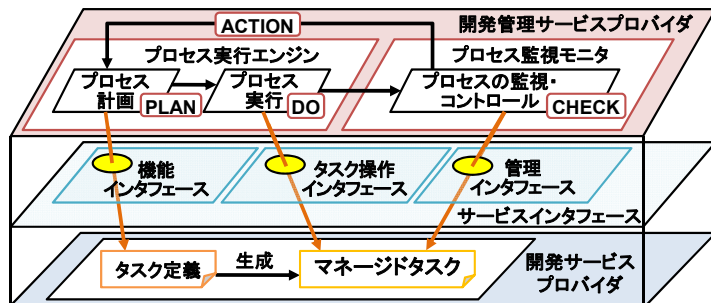 ACTION
開発管理サービスプロバイダ
プロセス実行エンジン
プロセス監視モニタ
プロセス
計画
PLAN
プロセス
実行
DO
プロセスの監視・
コントロール
CHECK
機能
インタフェース
タスク操作
インタフェース
管理
インタフェース
サービスインタフェース
タスク定義
生成
マネージドタスク
開発サービス
プロバイダ